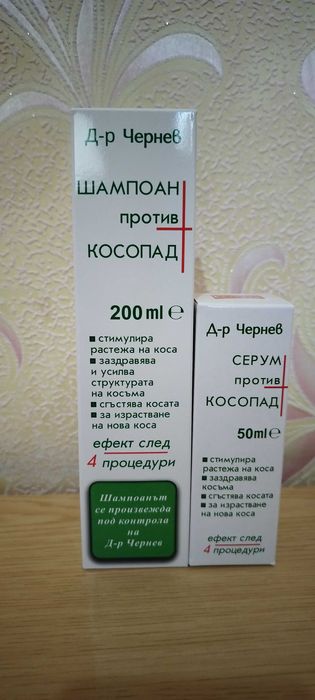 Д-р Чернев
ШАМПОАН
против
КОСОПАД
200 ml e
▪ стимулира
растежа на коса
▪ заздравява
и усилва
структурата
на косъма
▪ сгъстява косата
▪ за израстване
на нова коса
ефект след
4 процедури
Шампоанът
се произвежда
под контрола
на
Д-р Чернев
Д-р Чернев
СЕРУМ
против
КОСОПАД
50ml e
▪ стимулира
растежа на коса
▪ заздравява
косъма
▪ сгъстява косата
▪ за израстване
на нова коса
ефект след
4 процедури